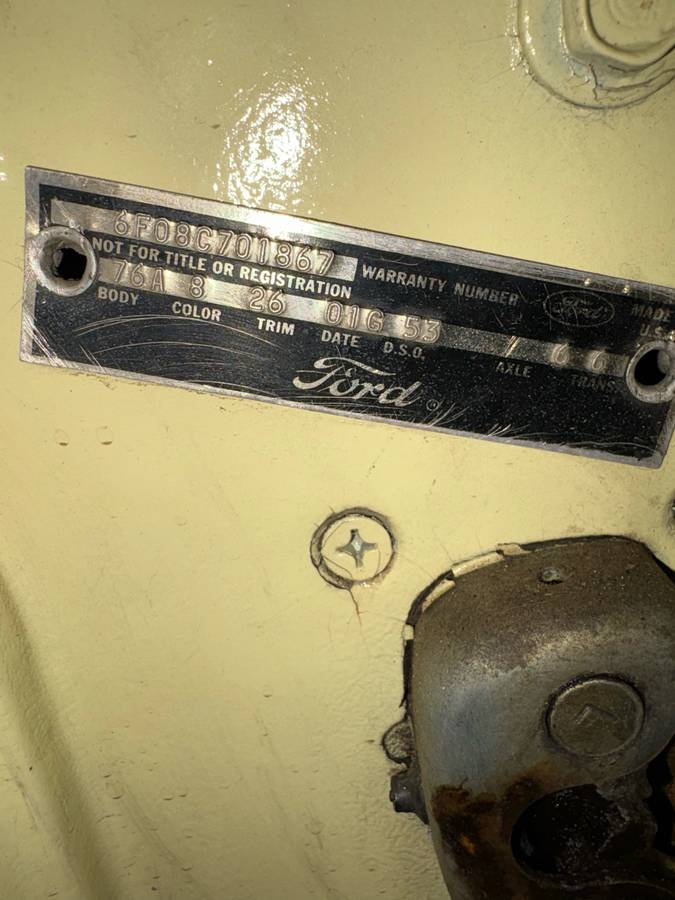 6F08C701867 WARRANTY NUMBER Ford MADE
NOT FOR TITLE OR REGISTRATION U.S.
76A 8 26 01G 53 / 6 6
BODY COLOR TRIM DATE D.S.O. AXLE TRANS
Ford ®